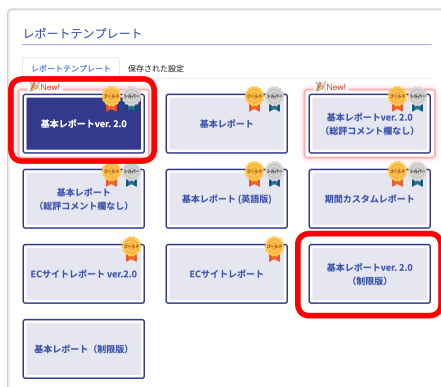 レポートテンプレート
レポートテンプレート 保存された設定
New!
ゴールド シルバー
基本レポートver. 2.0
ゴールド シルバー
基本レポート
New!
ゴールド シルバー
基本レポートver. 2.0
（総評コメント欄なし）
ゴールド シルバー
基本レポート
（総評コメント欄なし）
ゴールド シルバー
基本レポート (英語版)
ゴールド シルバー
期間カスタムレポート
ゴールド
ECサイトレポート ver.2.0
ゴールド
ECサイトレポート
基本レポートver. 2.0
（制限版）
基本レポート（制限版）